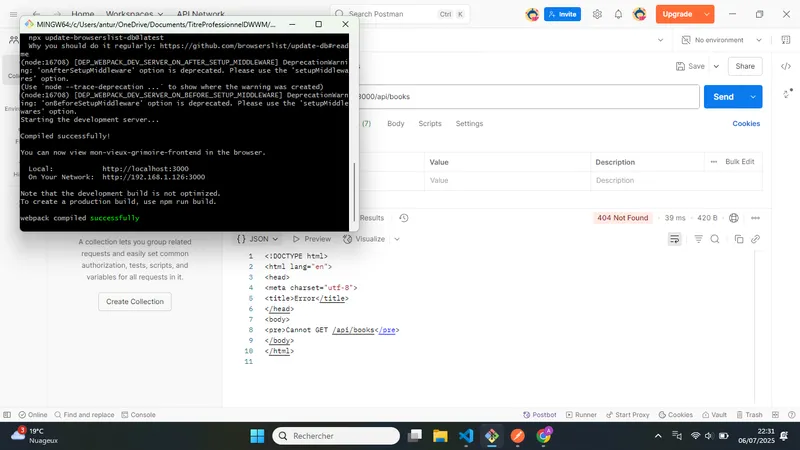 Home
Workspaces
API Network
Search Postman
Ctrl
K
Invite
Upgrade
MINGW64:/c/Users/antur/OneDrive/Documents/TitreProfessionnelDWWM/...
npx update-browserslist-db@latest
Why you should do it regularly: https://github.com/browserslist/update-db#read
me
(node:16708) [DEP_WEBPACK_DEV_SERVER_ON_AFTER_SETUP_MIDDLEWARE] DeprecationWarni
ng: 'onAfterSetupMiddleware' option is deprecated. Please use the 'setupMiddlewa
res' option.
(Use `node --trace-deprecation ...` to show where the warning was created)
(node:16708) [DEP_WEBPACK_DEV_SERVER_ON_BEFORE_SETUP_MIDDLEWARE] DeprecationWarn
ing: 'onBeforeSetupMiddleware' option is deprecated. Please use the 'setupMiddle
wares' option.
Starting the development server...
Compiled successfully!
You can now view mon-vieux-grimoire-frontend in the browser.
Local: http://localhost:3000
On Your Network: http://192.168.1.126:3000
Note that the development build is not optimized.
To create a production build, use npm run build.
webpack compiled successfully
No environment
Save
Share
3000/api/books
Send
(7)
Body
Scripts
Settings
Cookies
Value
Description
Bulk Edit
Value
Description
Results
404 Not Found
39 ms
420 B
{} JSON
Preview
Visualize
1 <!DOCTYPE html>
2 <html lang="en">
3 <head>
4 <meta charset="utf-8">
5 <title>Error</title>
6 </head>
7 <body>
8 <pre>Cannot GET /api/books</pre>
9 </body>
10 </html>
11
A collection lets you group related
requests and easily set common
authorization, tests, scripts, and
variables for all requests in it.
Create Collection
Online
Find and replace
Console
Postbot
Runner
Start Proxy
Cookies
Vault
Trash
3
19°C
Nuageux
Rechercher
A
22:31
06/07/2025